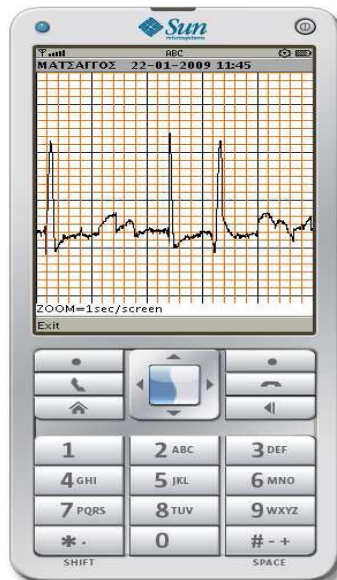 Sun
microsystems
ABC
ΜΑΤΣΑΓΓΟΣ 22-01-2009 11:45
ZOOM=1sec/screen
Exit
1 2 ABC 3 DEF
4 GHI 5 JKL 6 MNO
7 PQRS 8 TUV 9 WXYZ
* . 0 # - +
SHIFT SPACE